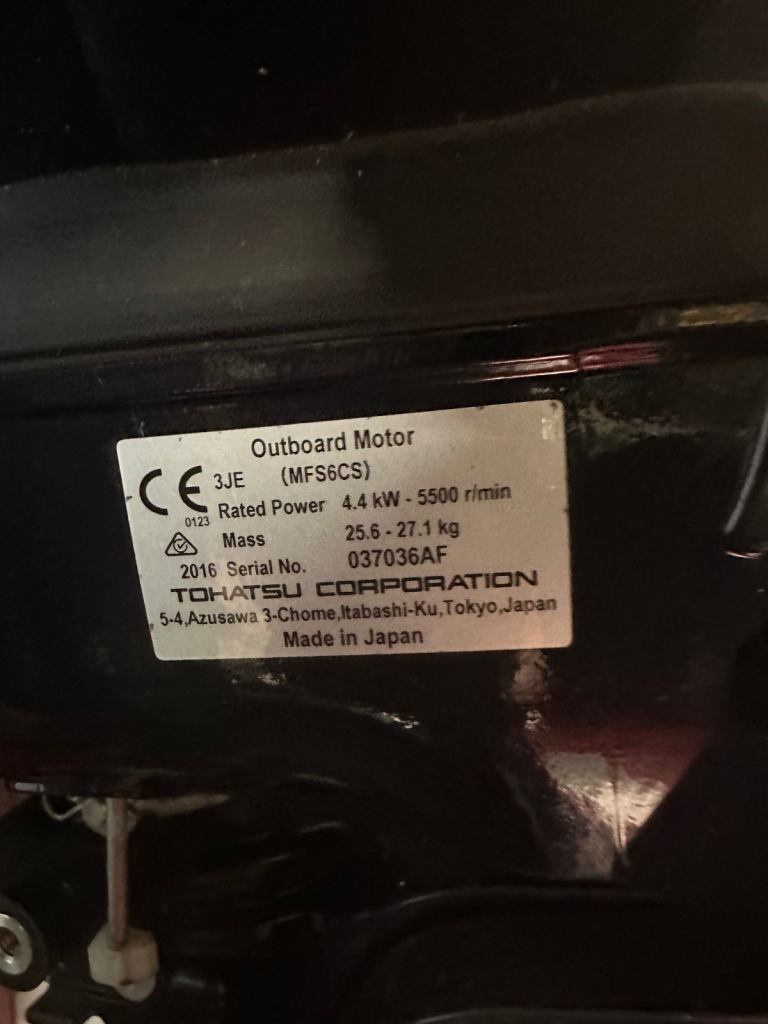 Outboard Motor
CE 3JE (MFS6CS)
0123 Rated Power 4.4 kW - 5500 r/min
Mass 25.6 - 27.1 kg
2016 Serial No. 037036AF
TOHATSU CORPORATION
5-4,Azusawa 3-Chome,Itabashi-Ku,Tokyo,Japan
Made in Japan